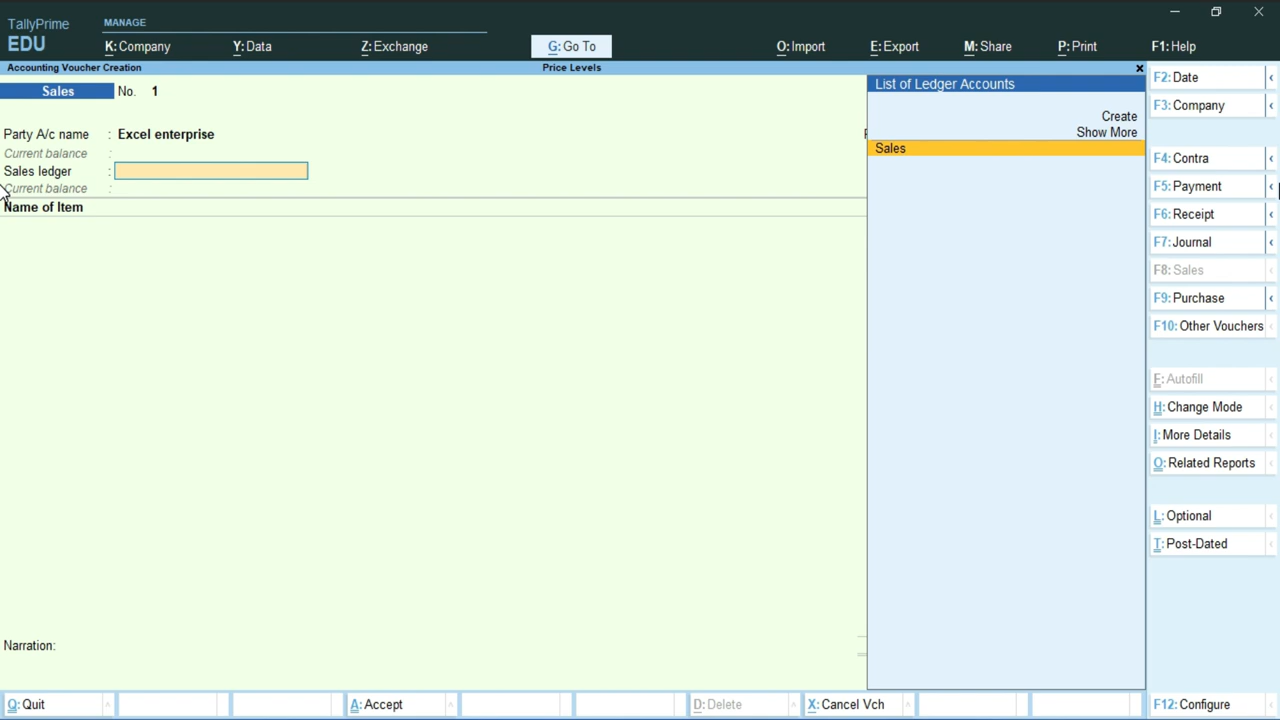 TallyPrime
EDU
MANAGE
K:Company
Y:Data
Z:Exchange
G:Go To
O:Import
E:Export
M:Share
P:Print
F1:Help
Accounting Voucher Creation
Price Levels
Sales No. 1
Party A/c name : Excel enterprise
Current balance :
Sales ledger :
Current balance :
Name of Item
Narration:
List of Ledger Accounts
Create
Show More
Sales
F2:Date
F3:Company
F4:Contra
F5:Payment
F6:Receipt
F7:Journal
F8:Sales
F9:Purchase
F10:Other Vouchers
F:Autofill
H:Change Mode
I:More Details
O:Related Reports
L:Optional
T:Post-Dated
Q:Quit
A:Accept
D:Delete
X:Cancel Vch
F12:Configure